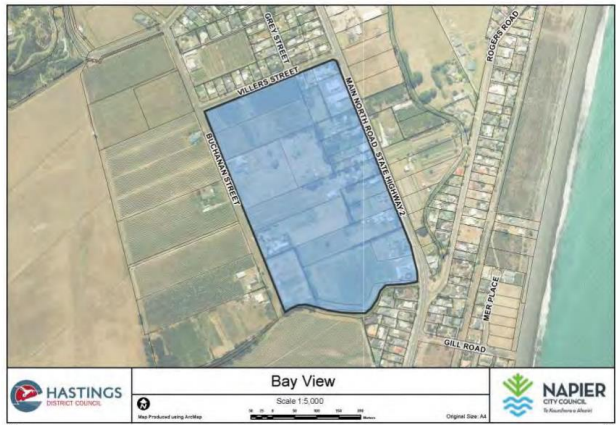 GREY STREET
ROGERS ROAD
VILLERS STREET
MAIN NORTH ROAD - STATE HIGHWAY 2
BUCHANAN STREET
MER PLACE
GILL ROAD
HASTINGS
DISTRICT COUNCIL
Map Produced using ArcMap
Bay View
Scale 1:5,000
Meters
Original Size: A4
NAPIER
CITY COUNCIL
Te Kaunihera o Ahuriri